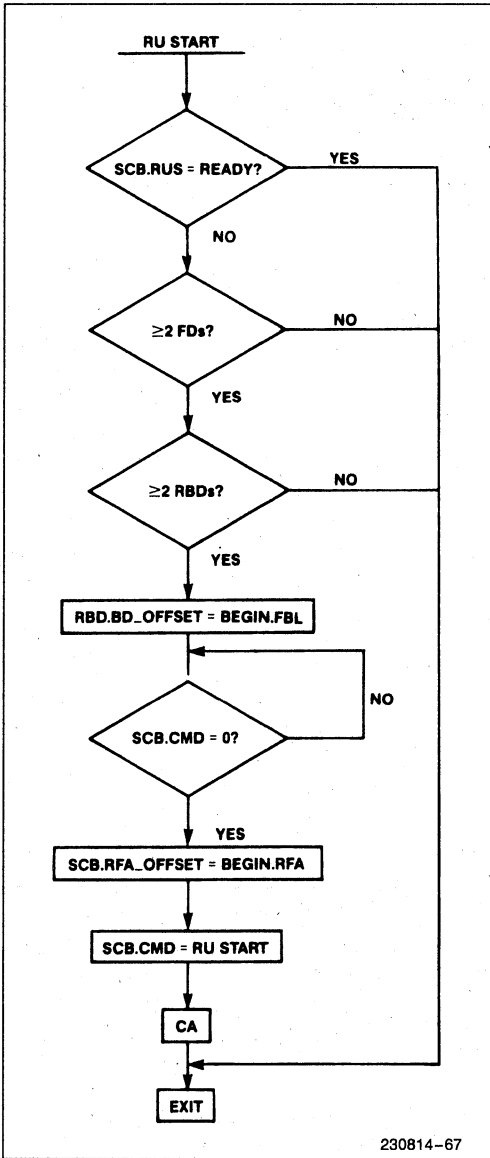 RU START
SCB.RUS = READY?
YES
NO
≥2 FDs?
NO
YES
≥2 RBDs?
NO
YES
RBD.BD_OFFSET = BEGIN.FBL
NO
SCB.CMD = 0?
YES
SCB.RFA_OFFSET = BEGIN.RFA
SCB.CMD = RU START
CA
EXIT
230814-67